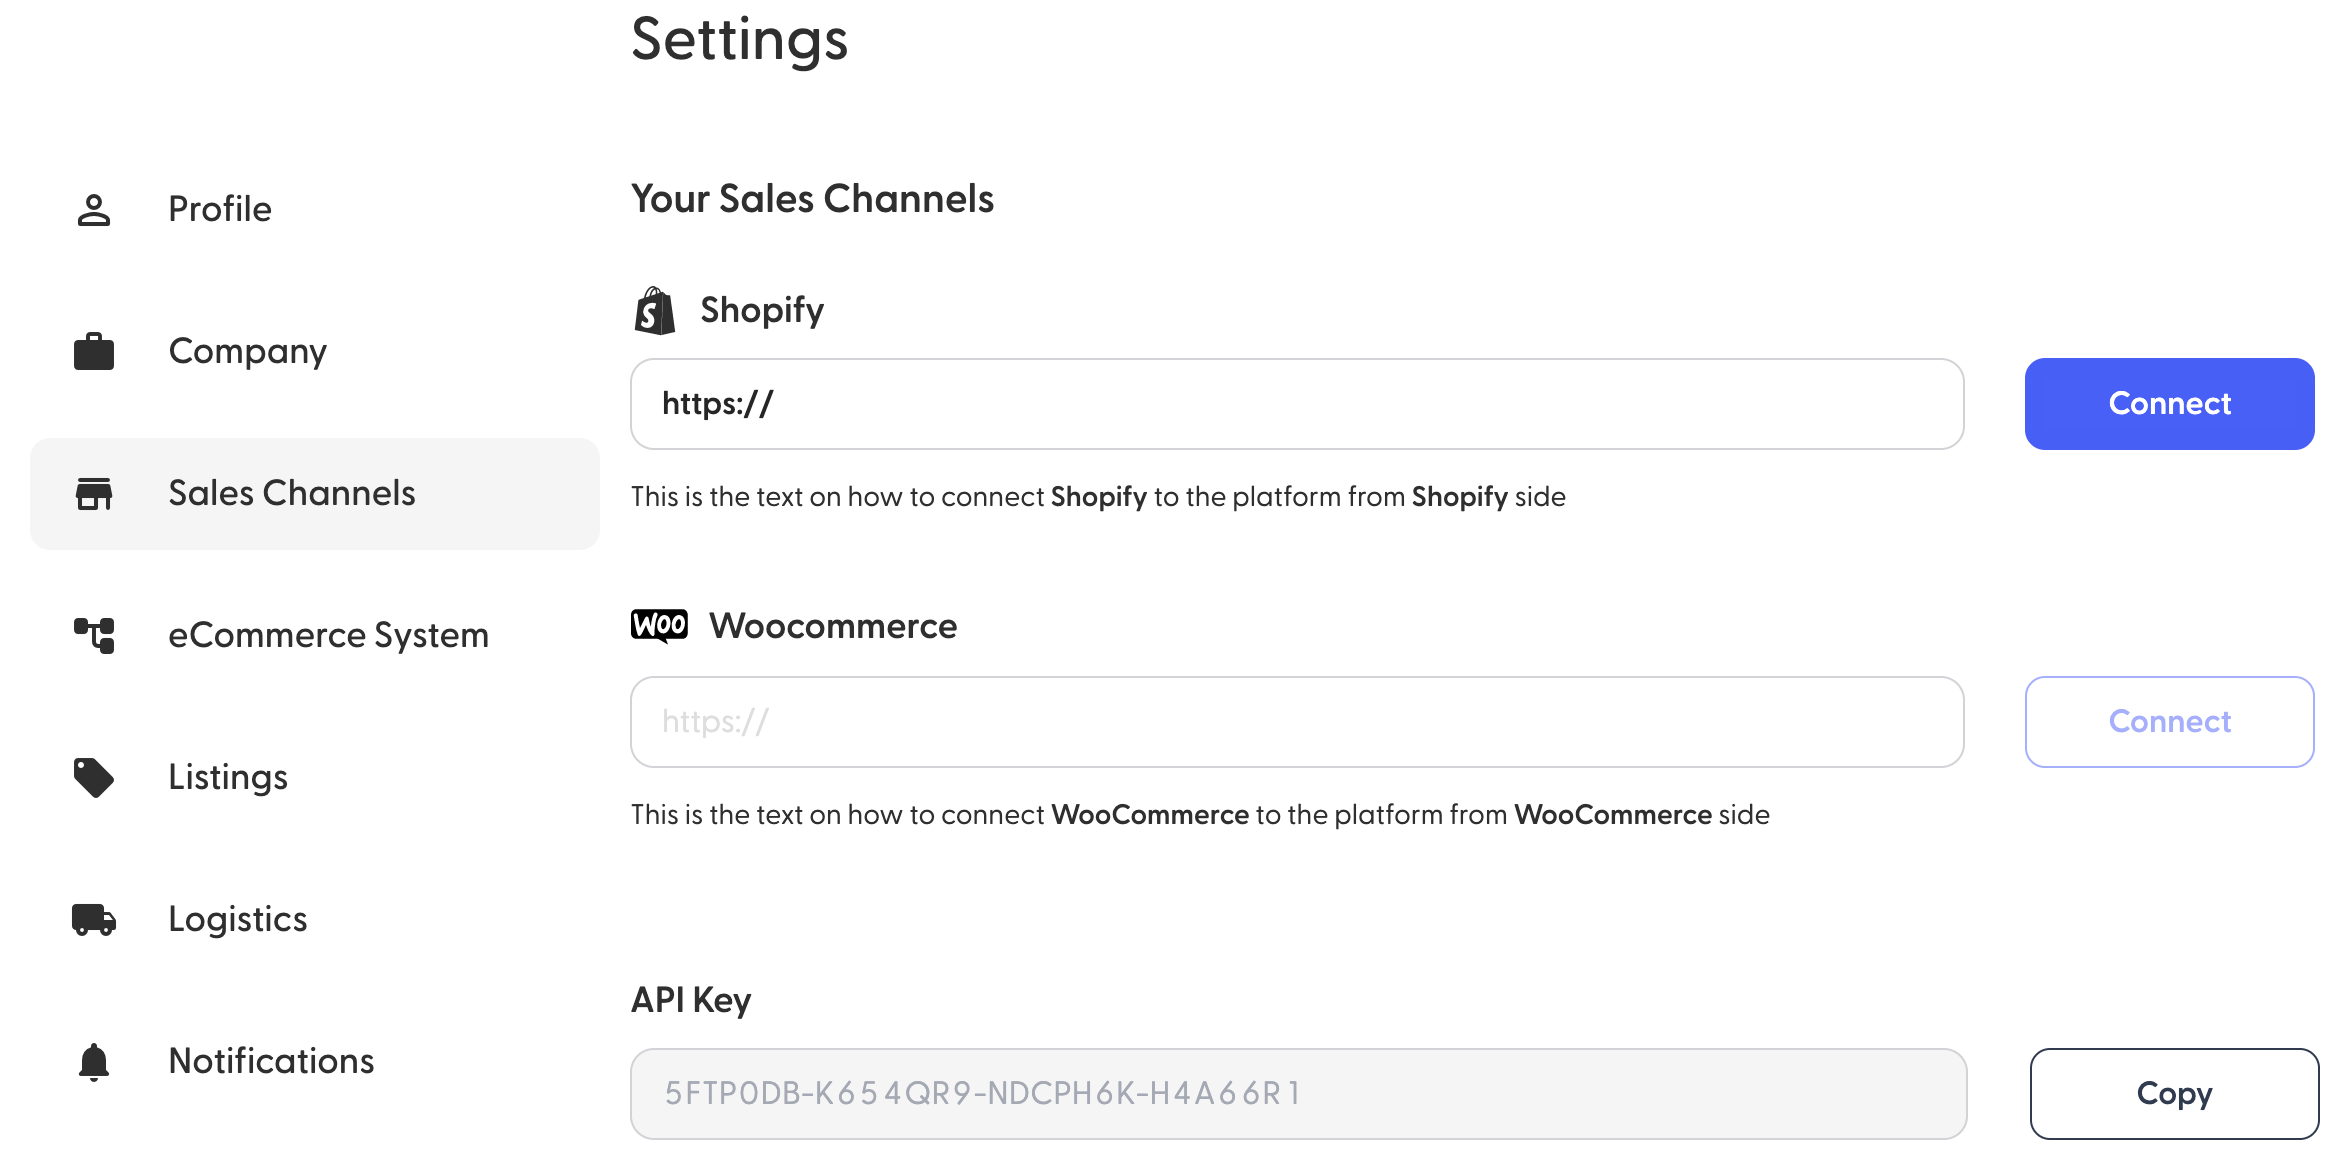 Settings
Profile
Company
Sales Channels
eCommerce System
Listings
Logistics
Notifications
Your Sales Channels
Shopify
https://
Connect
This is the text on how to connect Shopify to the platform from Shopify side
WOO Woocommerce
https://
Connect
This is the text on how to connect WooCommerce to the platform from WooCommerce side
API Key
5FTP0DB-K654QR9-NDCPH6K-H4A66R1
Copy